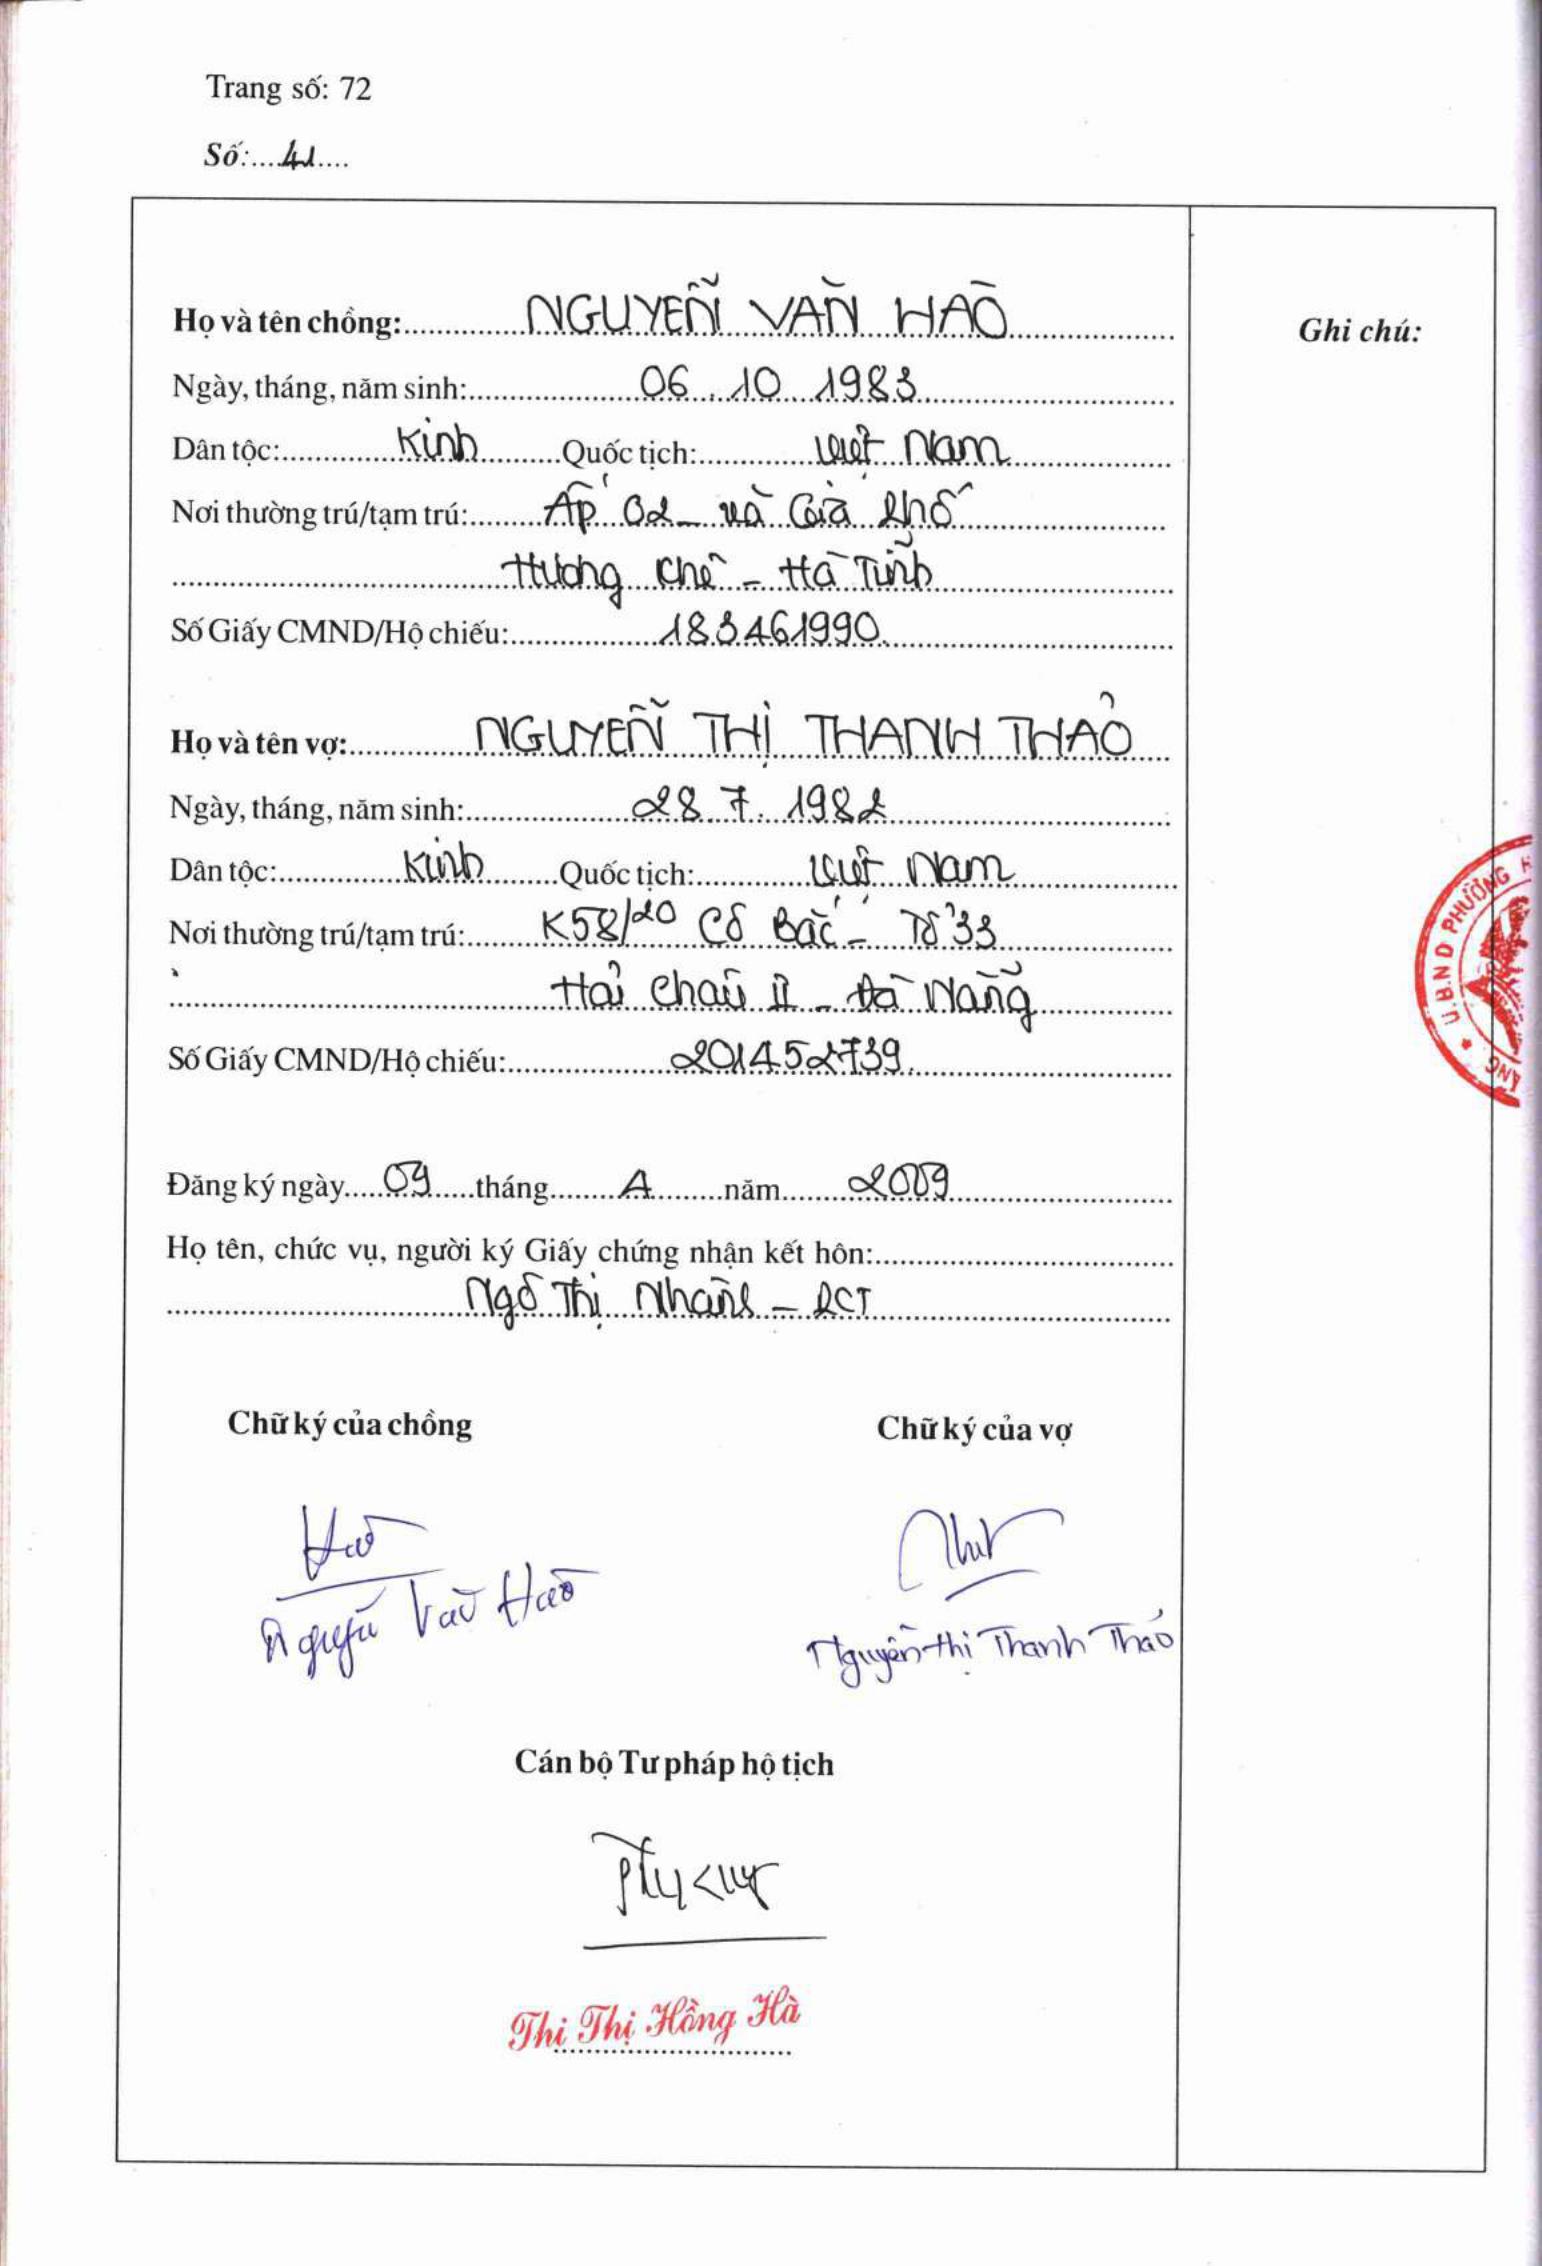 Trang số: 72
Số: 41
Họ và tên chồng: NGUYỄN VĂN HÀO
Ghi chú:
Ngày, tháng, năm sinh: 06.10.1983
Dân tộc: Kinh Quốc tịch: Việt Nam
Nơi thường trú/tạm trú: Ấp 02 - xã Gia Phố
Hương Khê - Hà Tĩnh
Số Giấy CMND/Hộ chiếu: 183461990
Họ và tên vợ: NGUYỄN THỊ THANH THẢO
Ngày, tháng, năm sinh: 28.7.1982
Dân tộc: Kinh Quốc tịch: Việt Nam
Nơi thường trú/tạm trú: K58/20 Cô Bắc - Tổ 33
Hải Châu II - Đà Nẵng
Số Giấy CMND/Hộ chiếu: 201452739
U.B.N.D PHƯỜNG
Đăng ký ngày 09 tháng năm 2009
Họ tên, chức vụ, người ký Giấy chứng nhận kết hôn:
Ngô Thị - PCT
Chữ ký của chồng Chữ ký của vợ
Nguyễn Văn Hào
Nguyễn Thị Thanh Thảo
Cán bộ Tư pháp hộ tịch
Thi Thị Hồng Hà